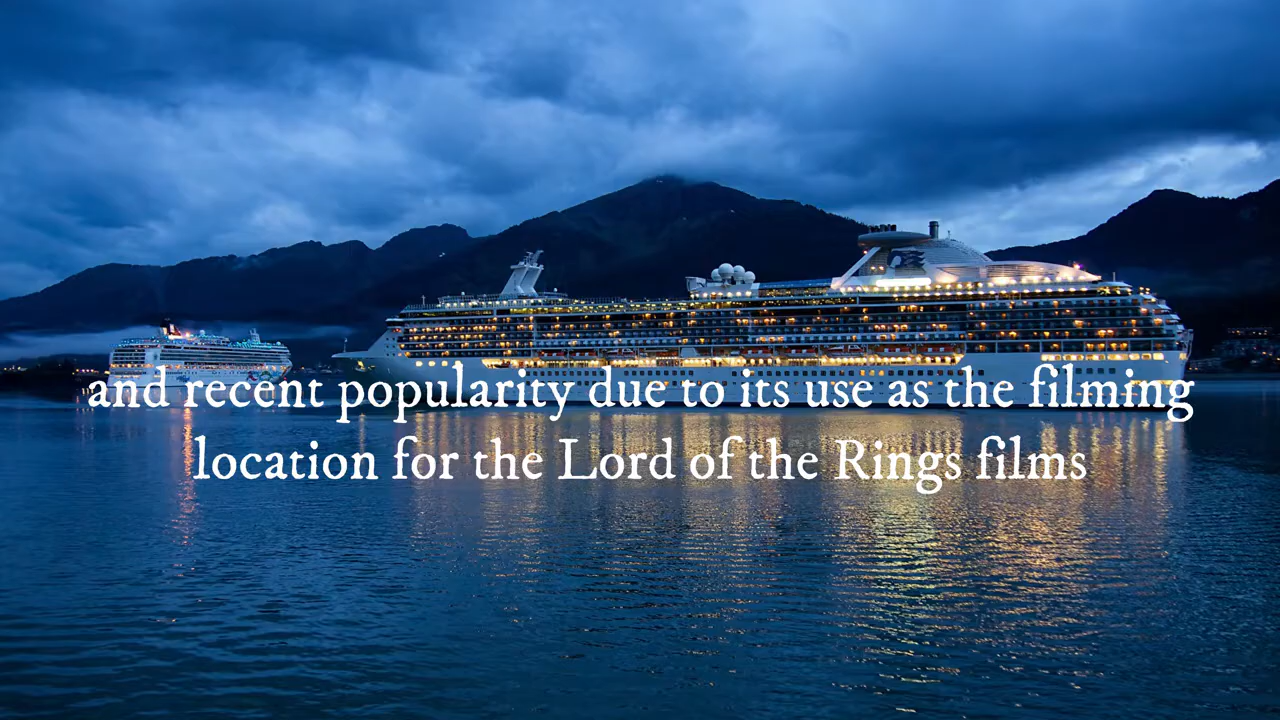 and recent popularity due to its use as the filming
location for the Lord of the Rings films